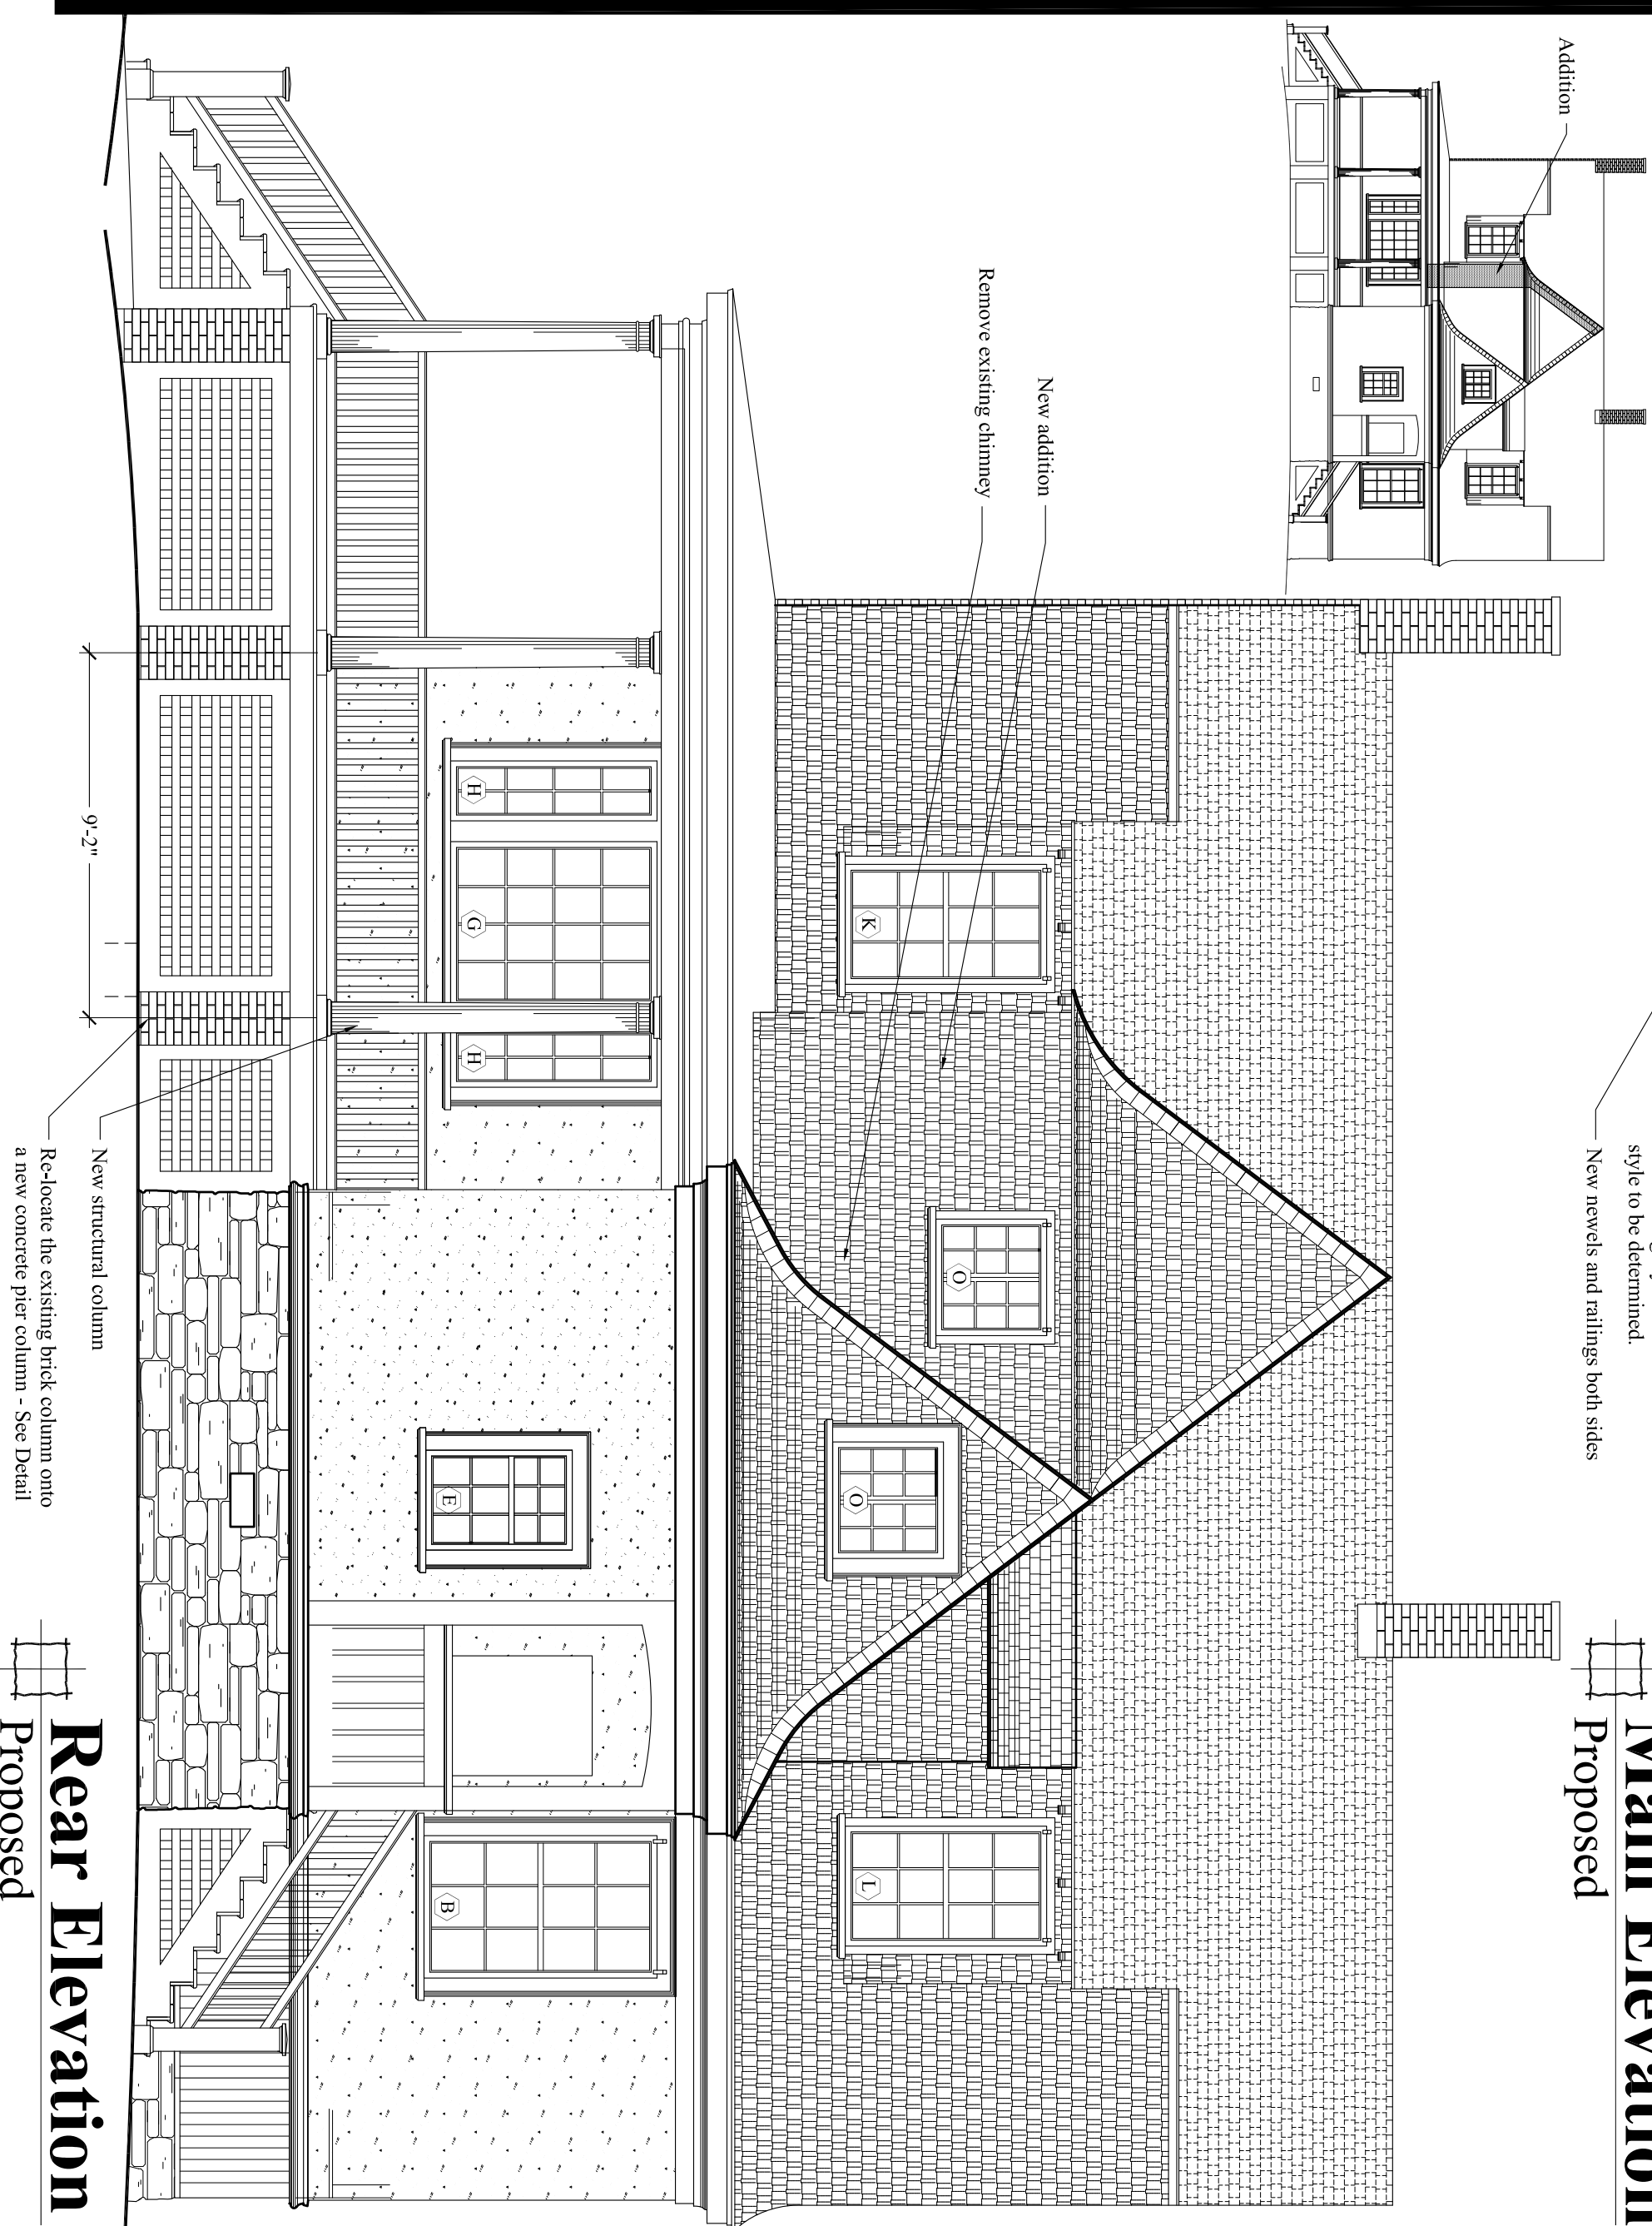 style to be determined.
New newels and railings both sides
Main Elevation
Proposed
Addition
New addition
Remove existing chimney
K
O
O
L
H
G
H
E
B
9'-2"
New structural column
Re-locate the existing brick column onto
a new concrete pier column - See Detail
Rear Elevation
Proposed